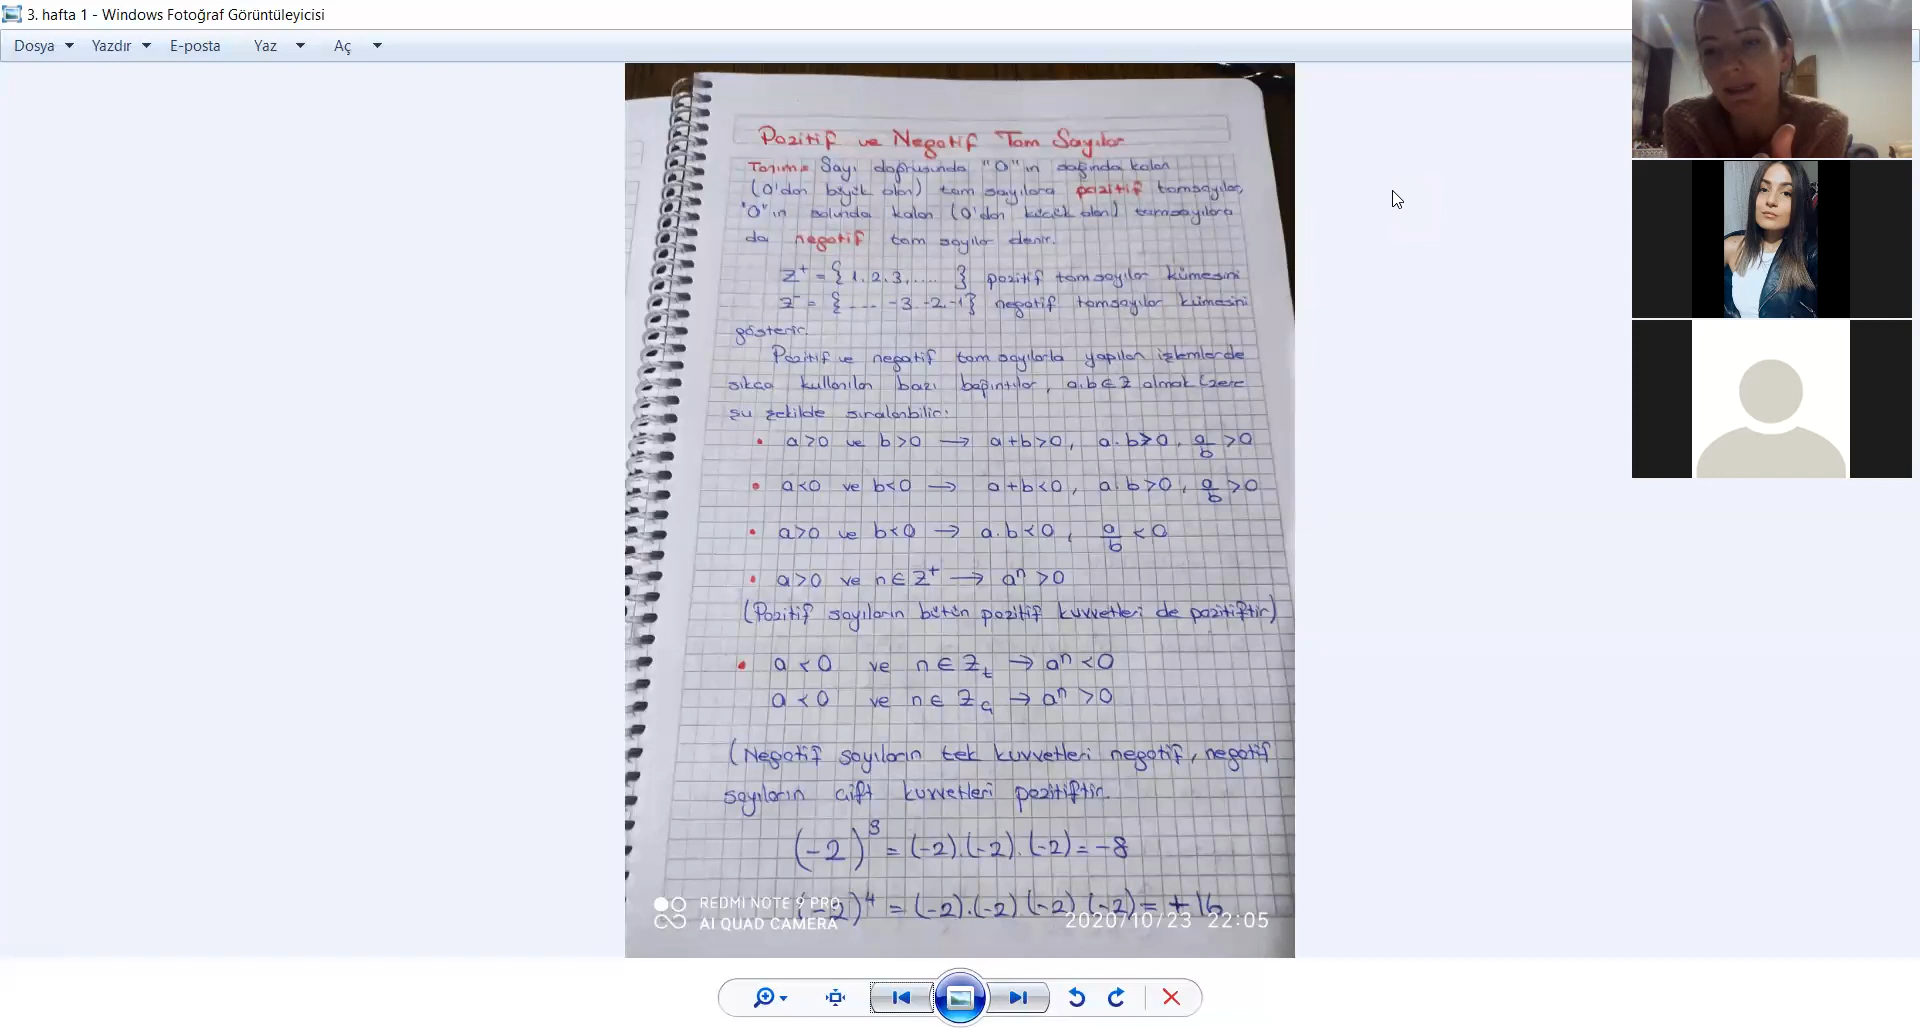 3. hafta 1 - Windows Fotoğraf Görüntüleyicisi
Dosya Yazdır E-posta Yaz Aç
Pozitif ve Negatif Tam Sayılar
Tanım= Sayı doğrusunda "0"ın sağında kalan
(0'dan büyük olan) tam sayılara pozitif tamsayılar,
"0"ın solunda kalan (0'dan küçük olan) tamsayılara
da negatif tam sayılar denir.
Z⁺ = {1, 2, 3, .... } pozitif tamsayılar kümesini
Z⁻ = { .... -3, -2, -1} negatif tamsayılar kümesini
gösterir.
Pozitif ve negatif tam sayılarla yapılan işlemlerde
sıkça kullanılan bazı bağıntılar, a,b ∈ Z olmak üzere
şu şekilde sıralanabilir:
• a>0 ve b>0 → a+b>0, a.b>0, a/b >0
• a<0 ve b<0 → a+b<0, a.b>0, a/b >0
• a>0 ve b<0 → a.b<0, a/b <0
• a>0 ve n∈Z⁺ → aⁿ >0
(Pozitif sayıların bütün pozitif kuvvetleri de pozitiftir)
• a<0 ve n∈Zₜ → aⁿ <0
a<0 ve n∈ Zç → aⁿ >0
(Negatif sayıların tek kuvvetleri negatif, negatif
sayıların çift kuvvetleri pozitiftir.
(-2)³ = (-2).(-2).(-2) = -8
(-2)⁴ = (-2).(-2) (-2) (-2) = +16
REDMI NOTE 9 PRO
AI QUAD CAMERA
2020/10/23 22:05